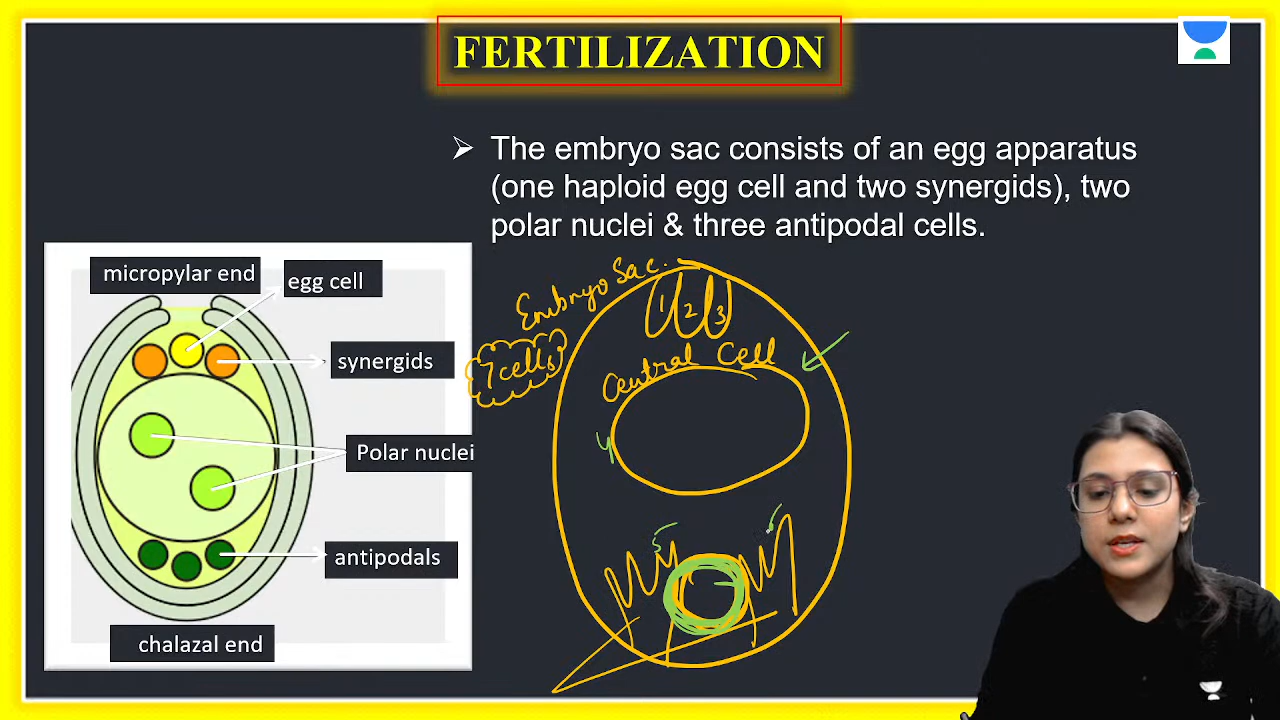 FERTILIZATION
➢ The embryo sac consists of an egg apparatus
(one haploid egg cell and two synergids), two
polar nuclei & three antipodal cells.
micropylar end
egg cell
synergids
Polar nuclei
antipodals
chalazal end
Embryo Sac.
7 cells
1 2 3
Central Cell